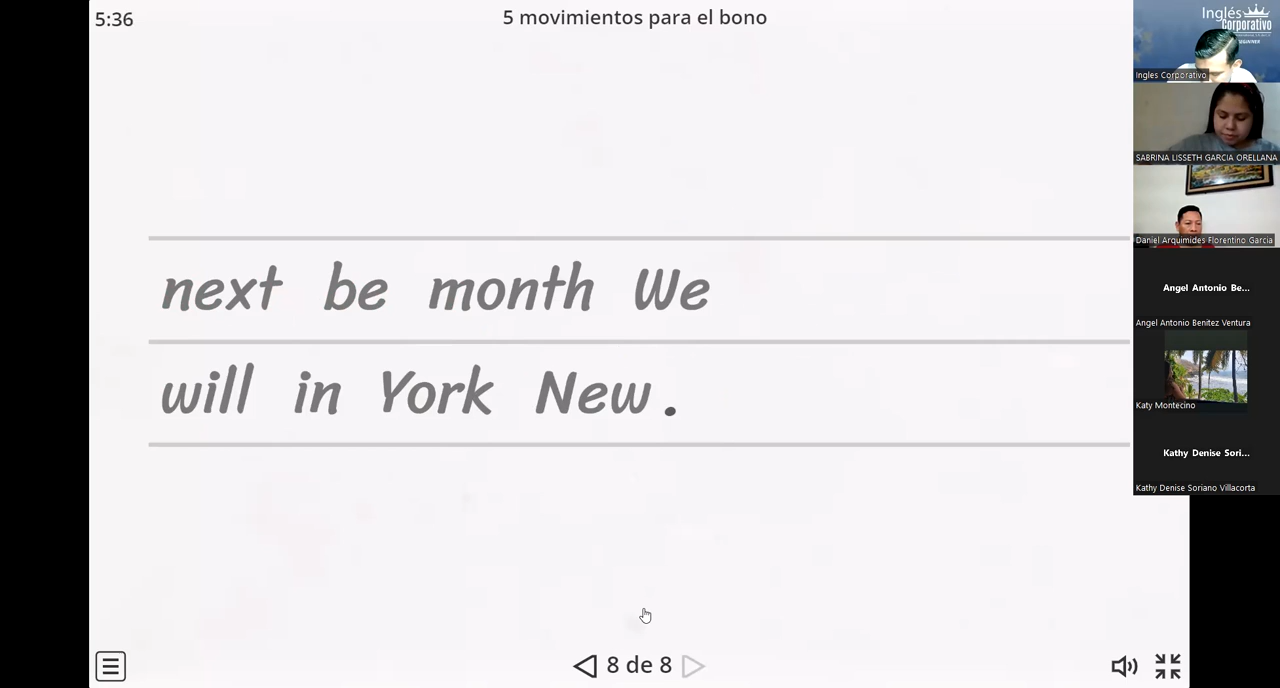 5:36
5 movimientos para el bono
next be month We
will in York New.
8 de 8
Inglés
Corporativo
Ingles Corporativo
SABRINA LISSETH GARCIA ORELLANA
Daniel Arquimides Florentino Garcia
Angel Antonio Be...
Angel Antonio Benitez Ventura
Katy Montecino
Kathy Denise Sori...
Kathy Denise Soriano Villacorta